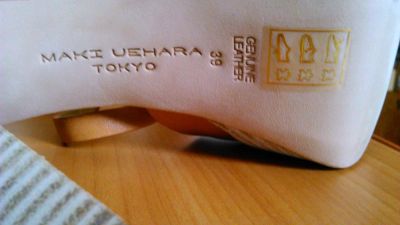 MAKI UEHARA
TOKYO
39
GENUINE
LEATHER